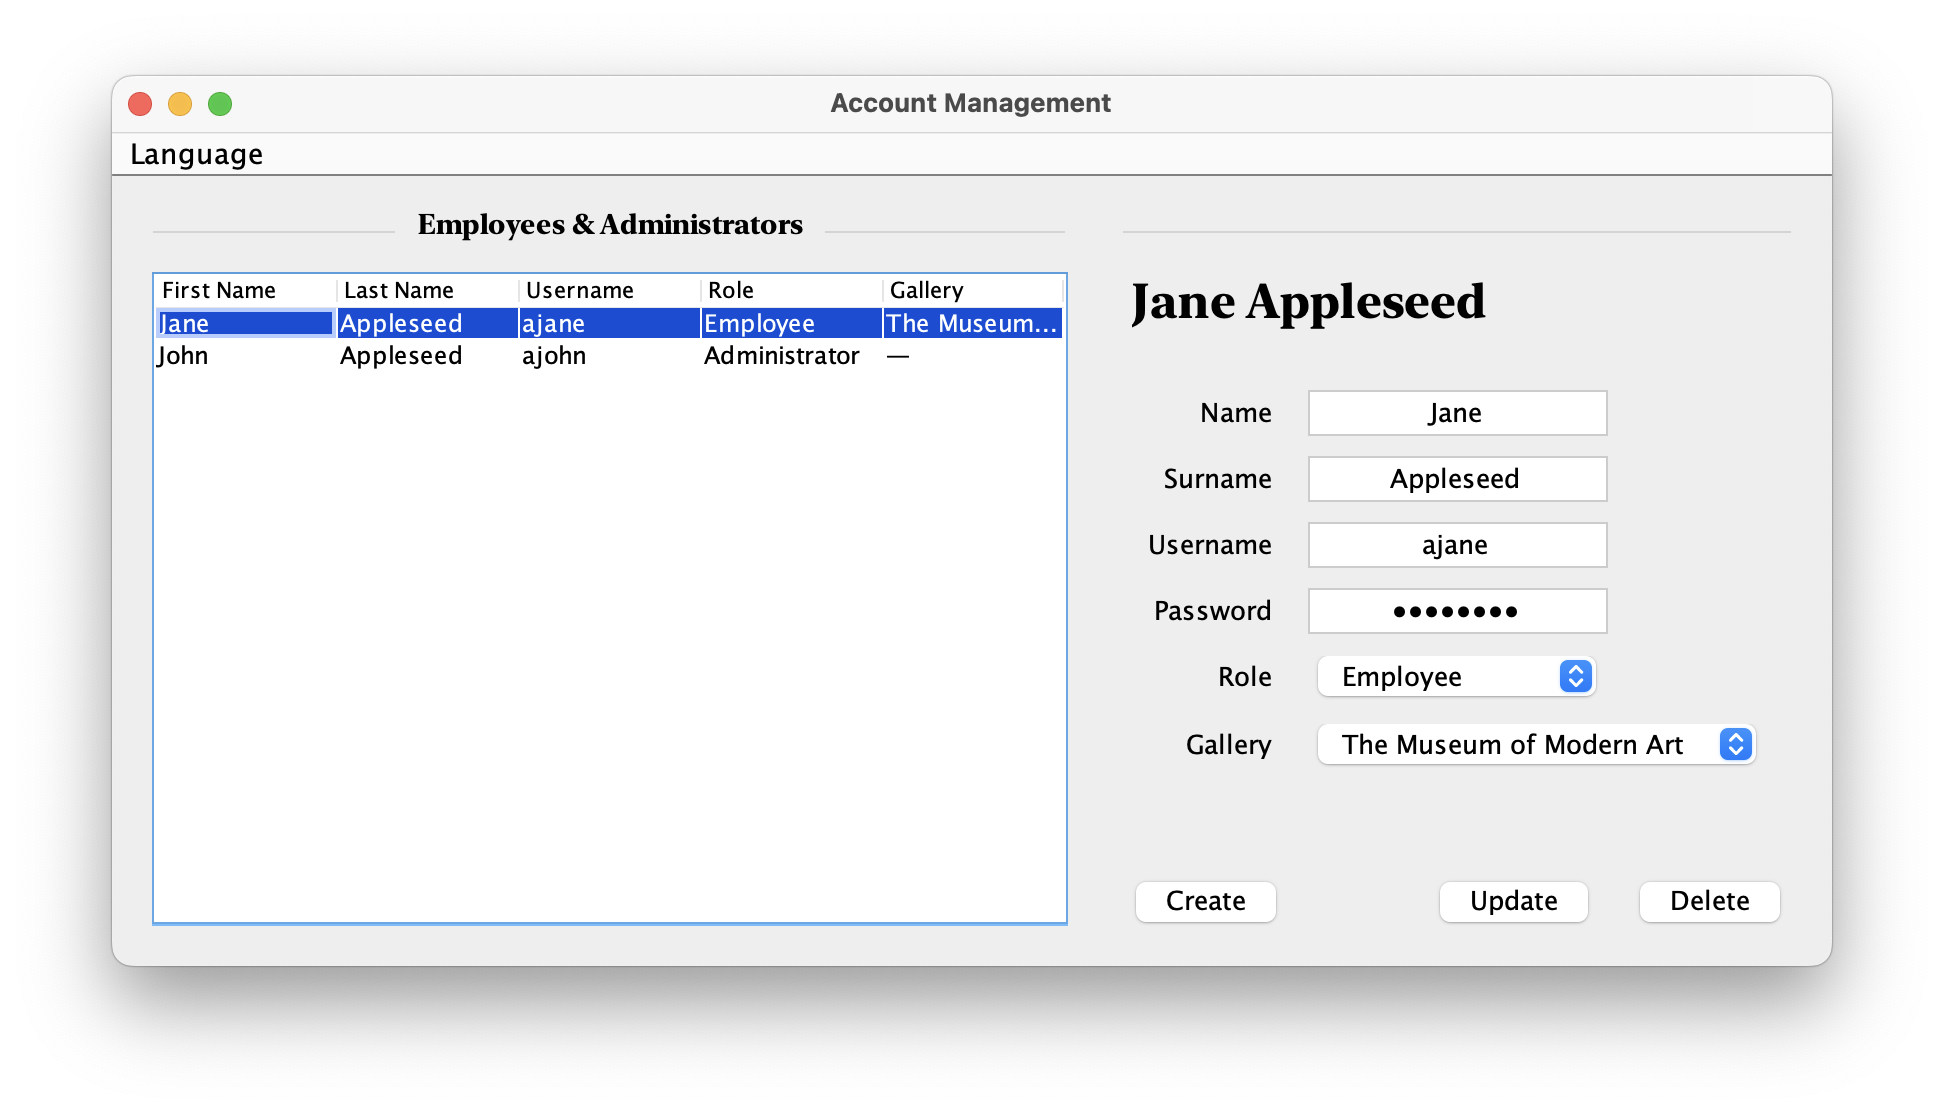 Account Management
Language
Employees & Administrators
First Name Last Name Username Role Gallery
Jane Appleseed ajane Employee The Museum...
John Appleseed ajohn Administrator —
Jane Appleseed
Name Jane
Surname Appleseed
Username ajane
Password ••••••••
Role Employee
Gallery The Museum of Modern Art
Create Update Delete